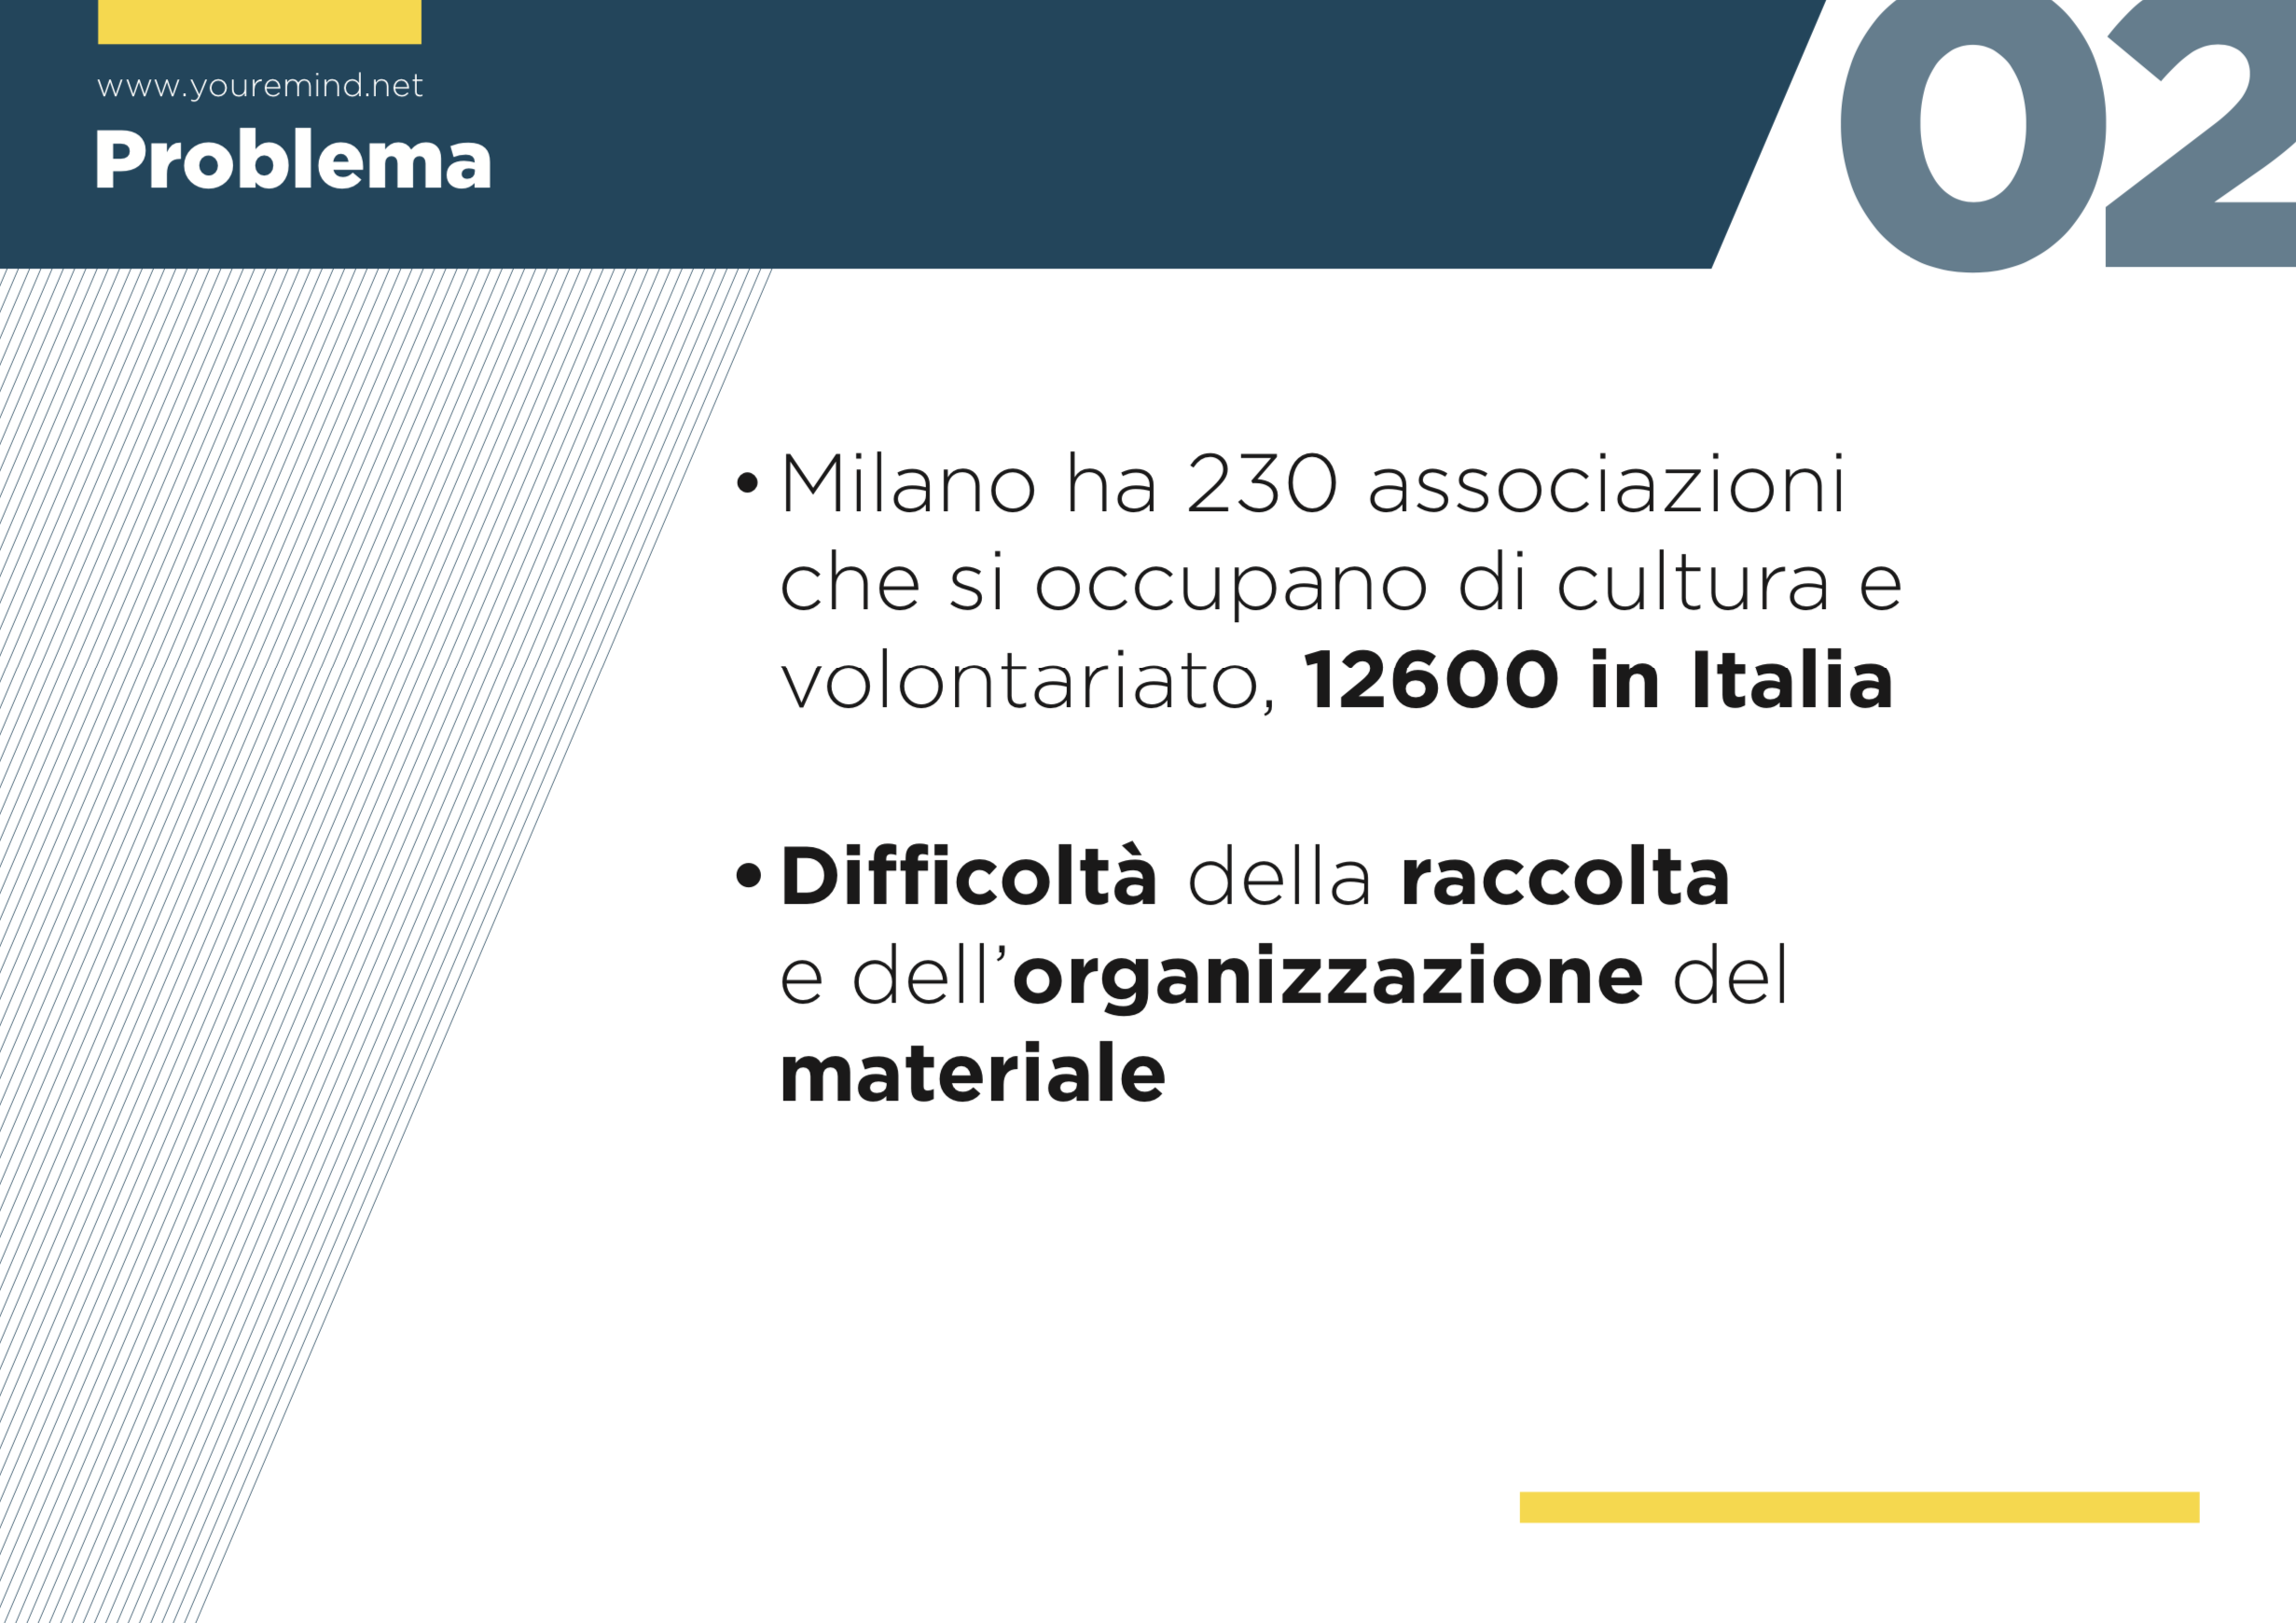 www.youremind.net
Problema
02
• Milano ha 230 associazioni
che si occupano di cultura e
volontariato, 12600 in Italia
• Difficoltà della raccolta
e dell’organizzazione del
materiale